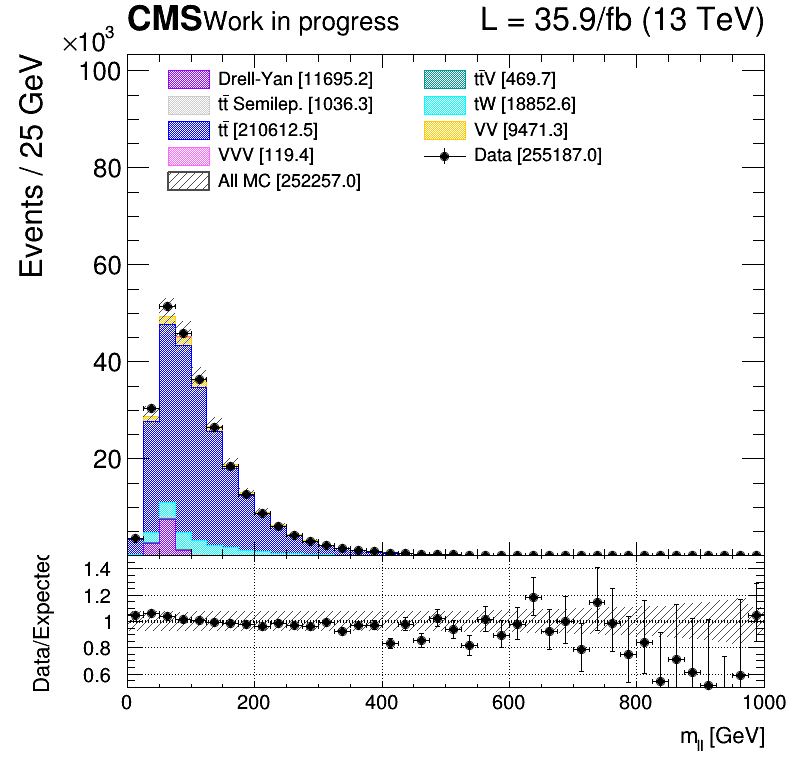 CMS Work in progress L = 35.9/fb (13 TeV)
×10³
Events / 25 GeV
100
80
60
40
20
Drell-Yan [11695.2]
tt̄ Semilep. [1036.3]
tt̄ [210612.5]
VVV [119.4]
All MC [252257.0]
tt̄V [469.7]
tW [18852.6]
VV [9471.3]
Data [255187.0]
Data/Expected
1.4
1.2
1
0.8
0.6
0 200 400 600 800 1000
m_ll [GeV]